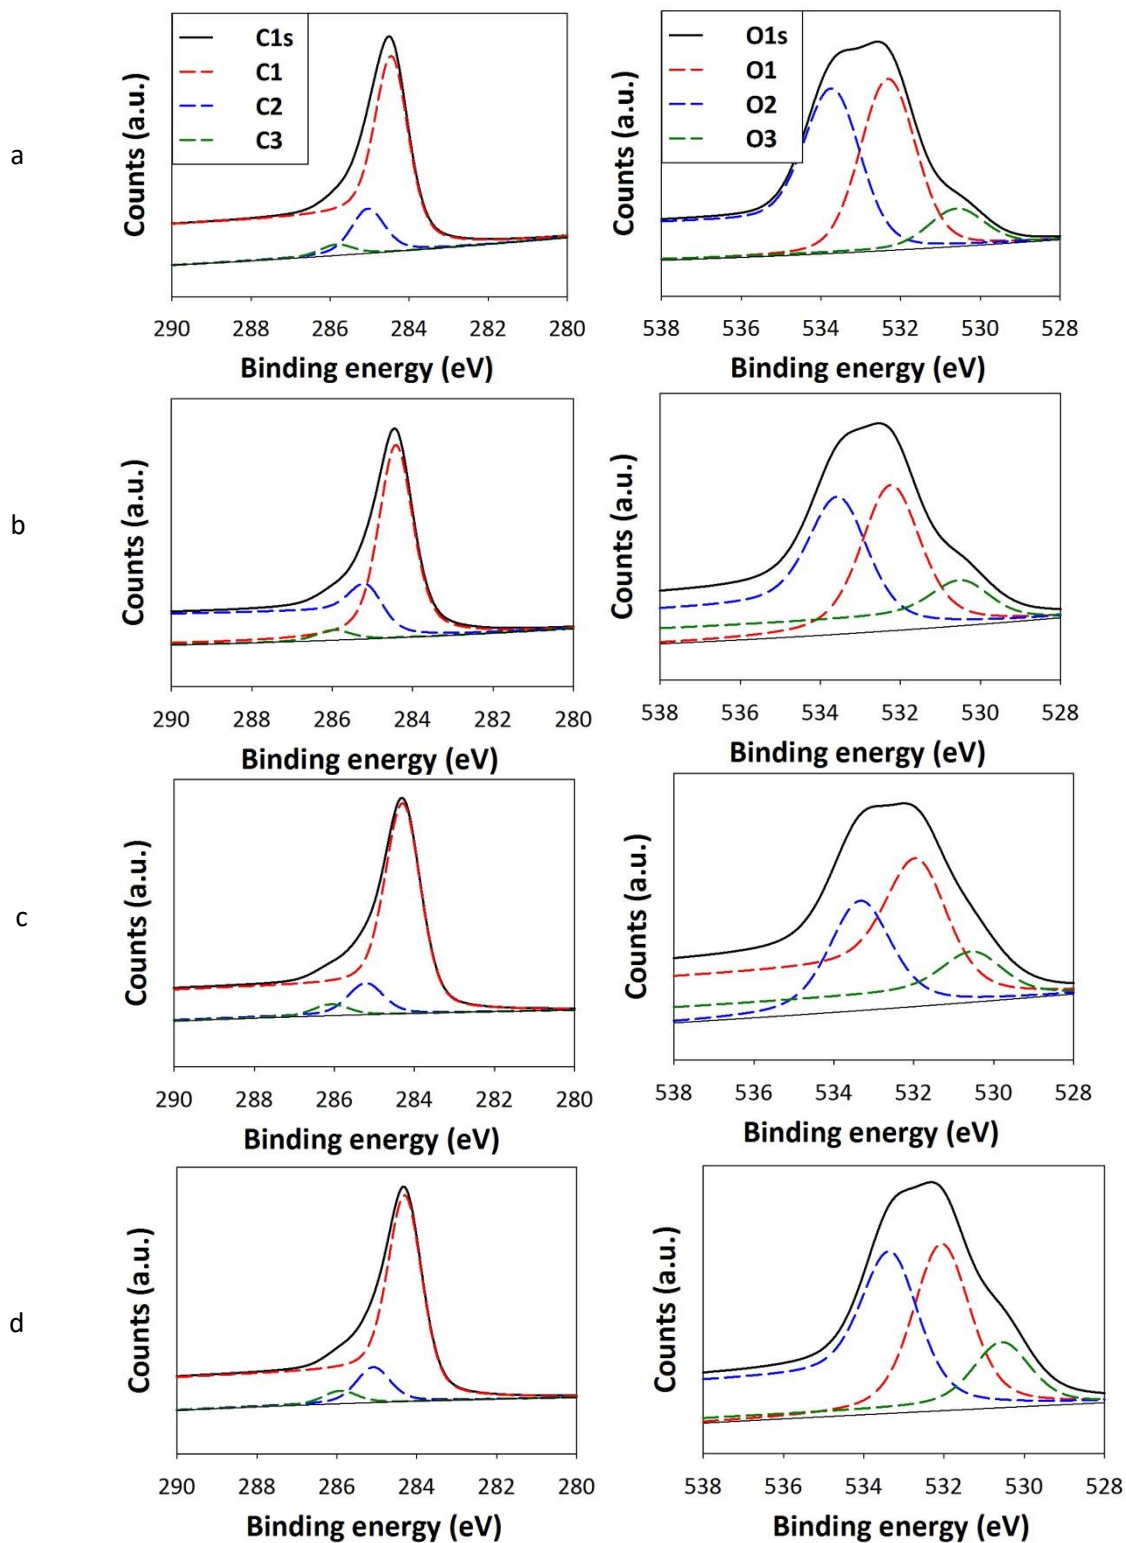 C1s
C1
C2
C3
Counts (a.u.)
290 288 286 284 282 280
Binding energy (eV)
O1s
O1
O2
O3
Counts (a.u.)
538 536 534 532 530 528
Binding energy (eV)
a
Counts (a.u.)
290 288 286 284 282 280
Binding energy (eV)
Counts (a.u.)
538 536 534 532 530 528
Binding energy (eV)
b
Counts (a.u.)
290 288 286 284 282 280
Binding energy (eV)
Counts (a.u.)
538 536 534 532 530 528
Binding energy (eV)
c
Counts (a.u.)
290 288 286 284 282 280
Binding energy (eV)
Counts (a.u.)
538 536 534 532 530 528
Binding energy (eV)
d